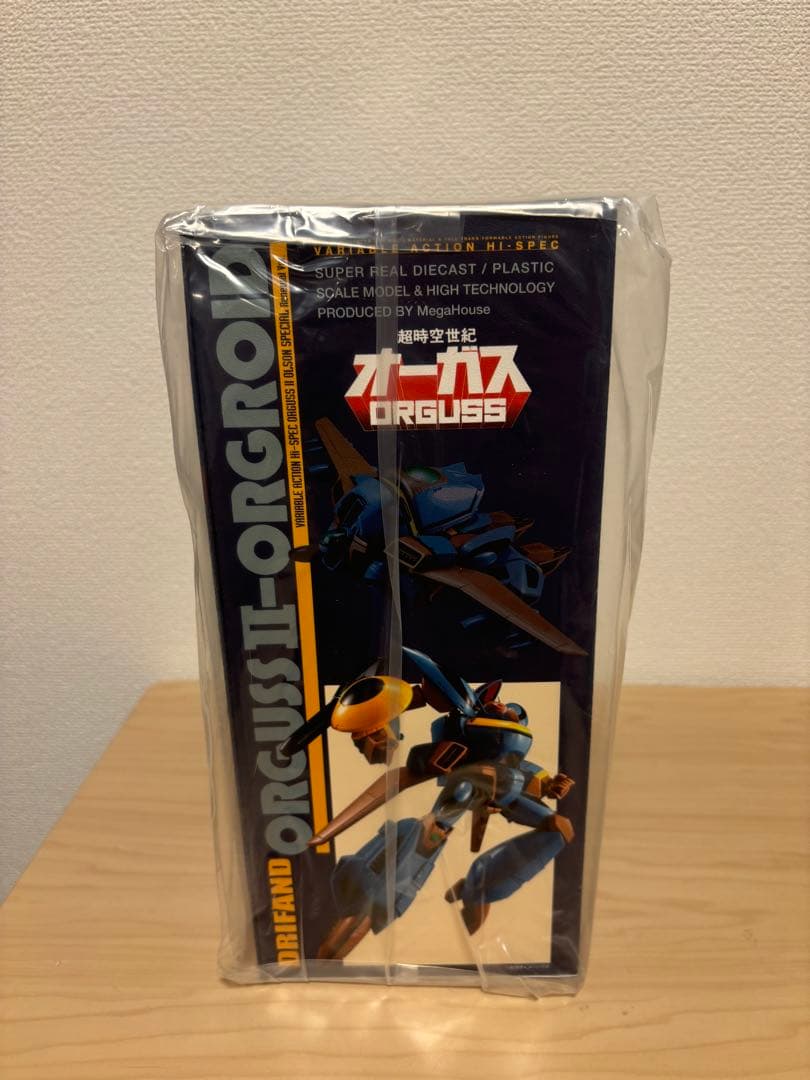 VARIABLE ACTION HI-SPEC
SUPER REAL DIECAST / PLASTIC
SCALE MODEL & HIGH TECHNOLOGY
PRODUCED BY MegaHouse
超時空世紀
オーガス
ORGUSS
DRIFAND ORGUSS II-ORGROID
VARIABLE ACTION Hi-SPEC ORGUSS II OLSON SPECIAL Renewal